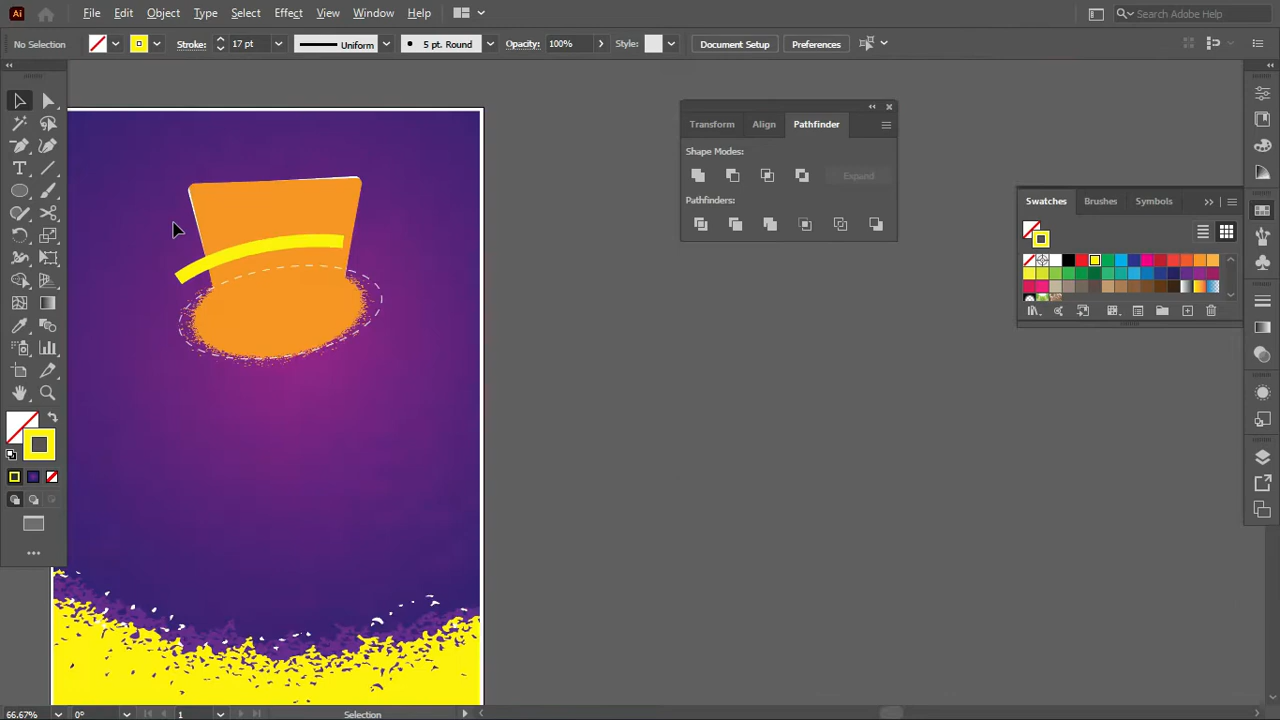 Ai File Edit Object Type Select Effect View Window Help Search Adobe Help
No Selection Stroke: 17 pt Uniform 5 pt. Round Opacity: 100% Style: Document Setup Preferences
Transform Align Pathfinder
Shape Modes:
Expand
Pathfinders:
Swatches Brushes Symbols
66.67% 0° 1 Selection